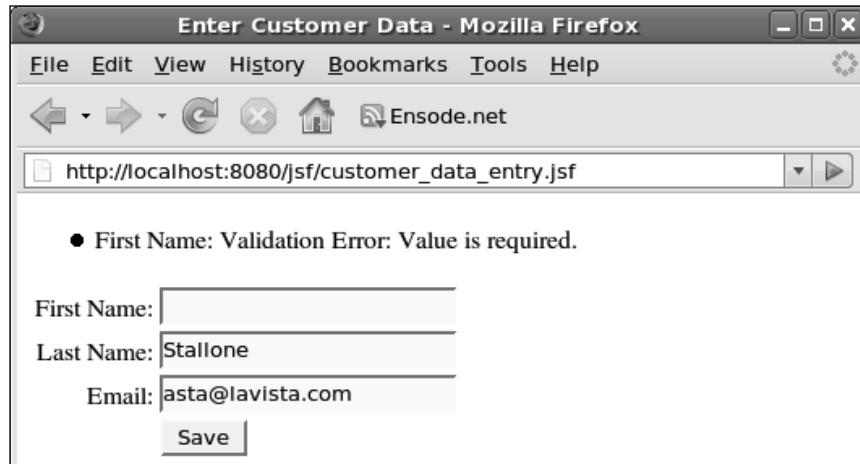 Enter Customer Data - Mozilla Firefox
File Edit View History Bookmarks Tools Help
Ensode.net
http://localhost:8080/jsf/customer_data_entry.jsf
• First Name: Validation Error: Value is required.
First Name:
Last Name: Stallone
Email: asta@lavista.com
Save